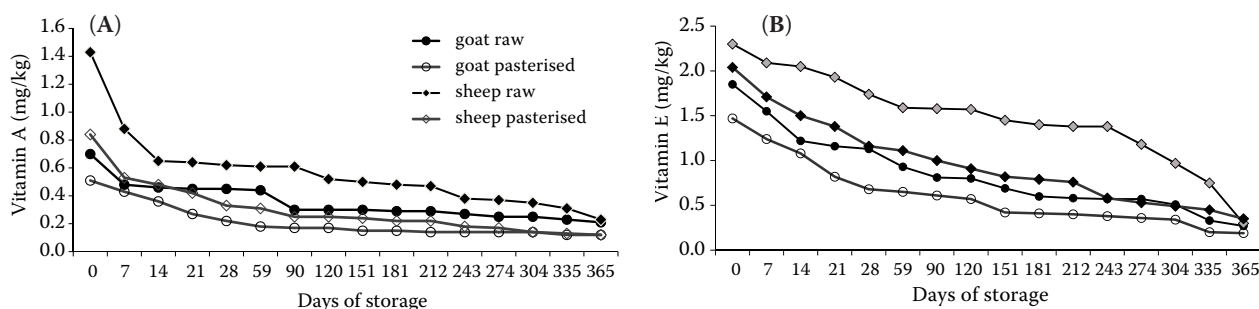 (A)
Vitamin A (mg/kg)
1.6
1.4
1.2
1.0
0.8
0.6
0.4
0.2
0.0
goat raw
goat pasterised
sheep raw
sheep pasterised
0 7 14 21 28 59 90 120 151 181 212 243 274 304 335 365
Days of storage
(B)
Vitamin E (mg/kg)
2.5
2.0
1.5
1.0
0.5
0.0
0 7 14 21 28 59 90 120 151 181 212 243 274 304 335 365
Days of storage